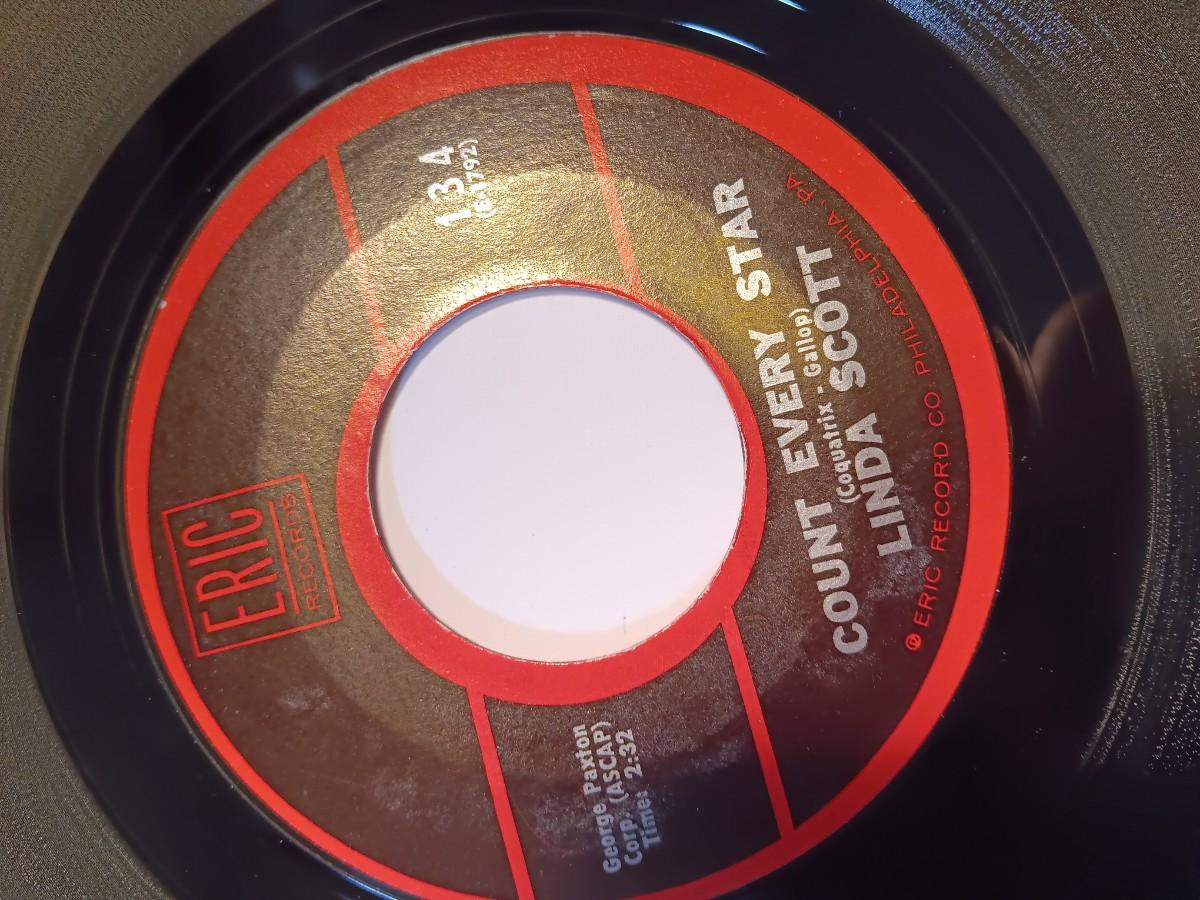 ERIC
RECORDS
George Paxton
Corp. (ASCAP)
Time: 2:32
134
COUNT EVERY STAR
(Coquatrix - Gallop)
LINDA SCOTT
℗ ERIC RECORD CO. PHILADELPHIA, PA